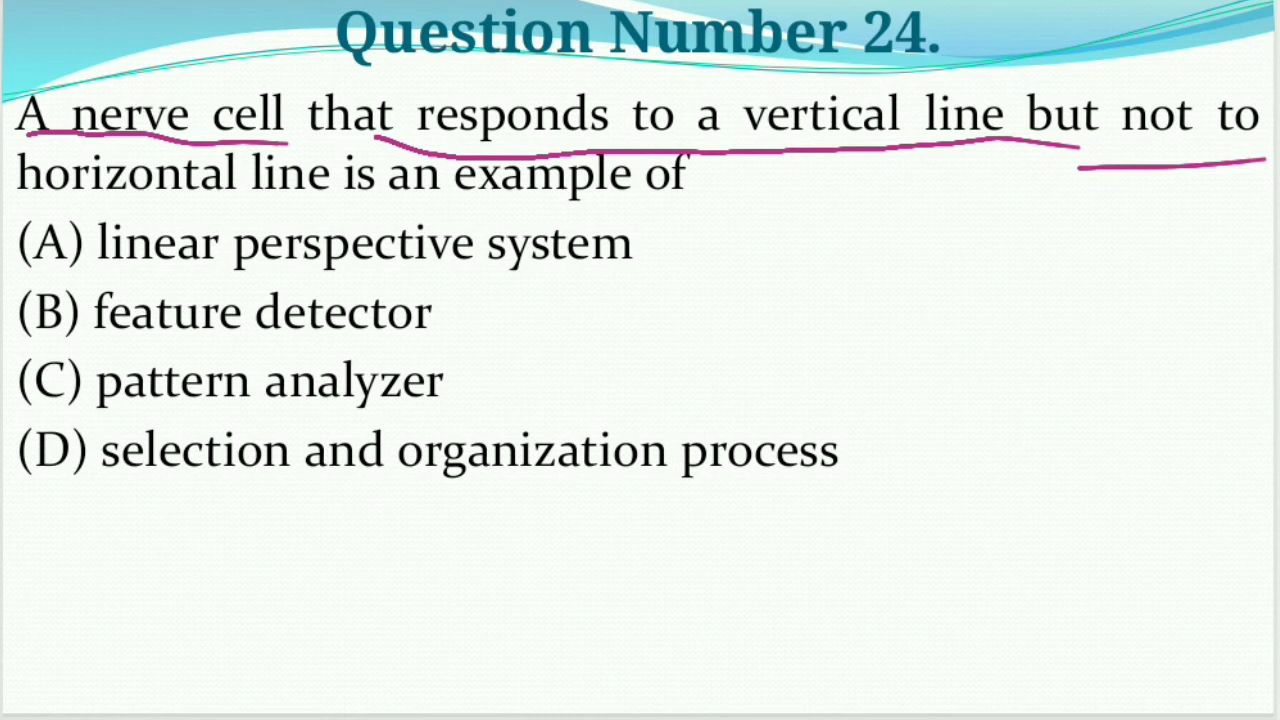 Question Number 24.
A nerve cell that responds to a vertical line but not to
horizontal line is an example of
(A) linear perspective system
(B) feature detector
(C) pattern analyzer
(D) selection and organization process